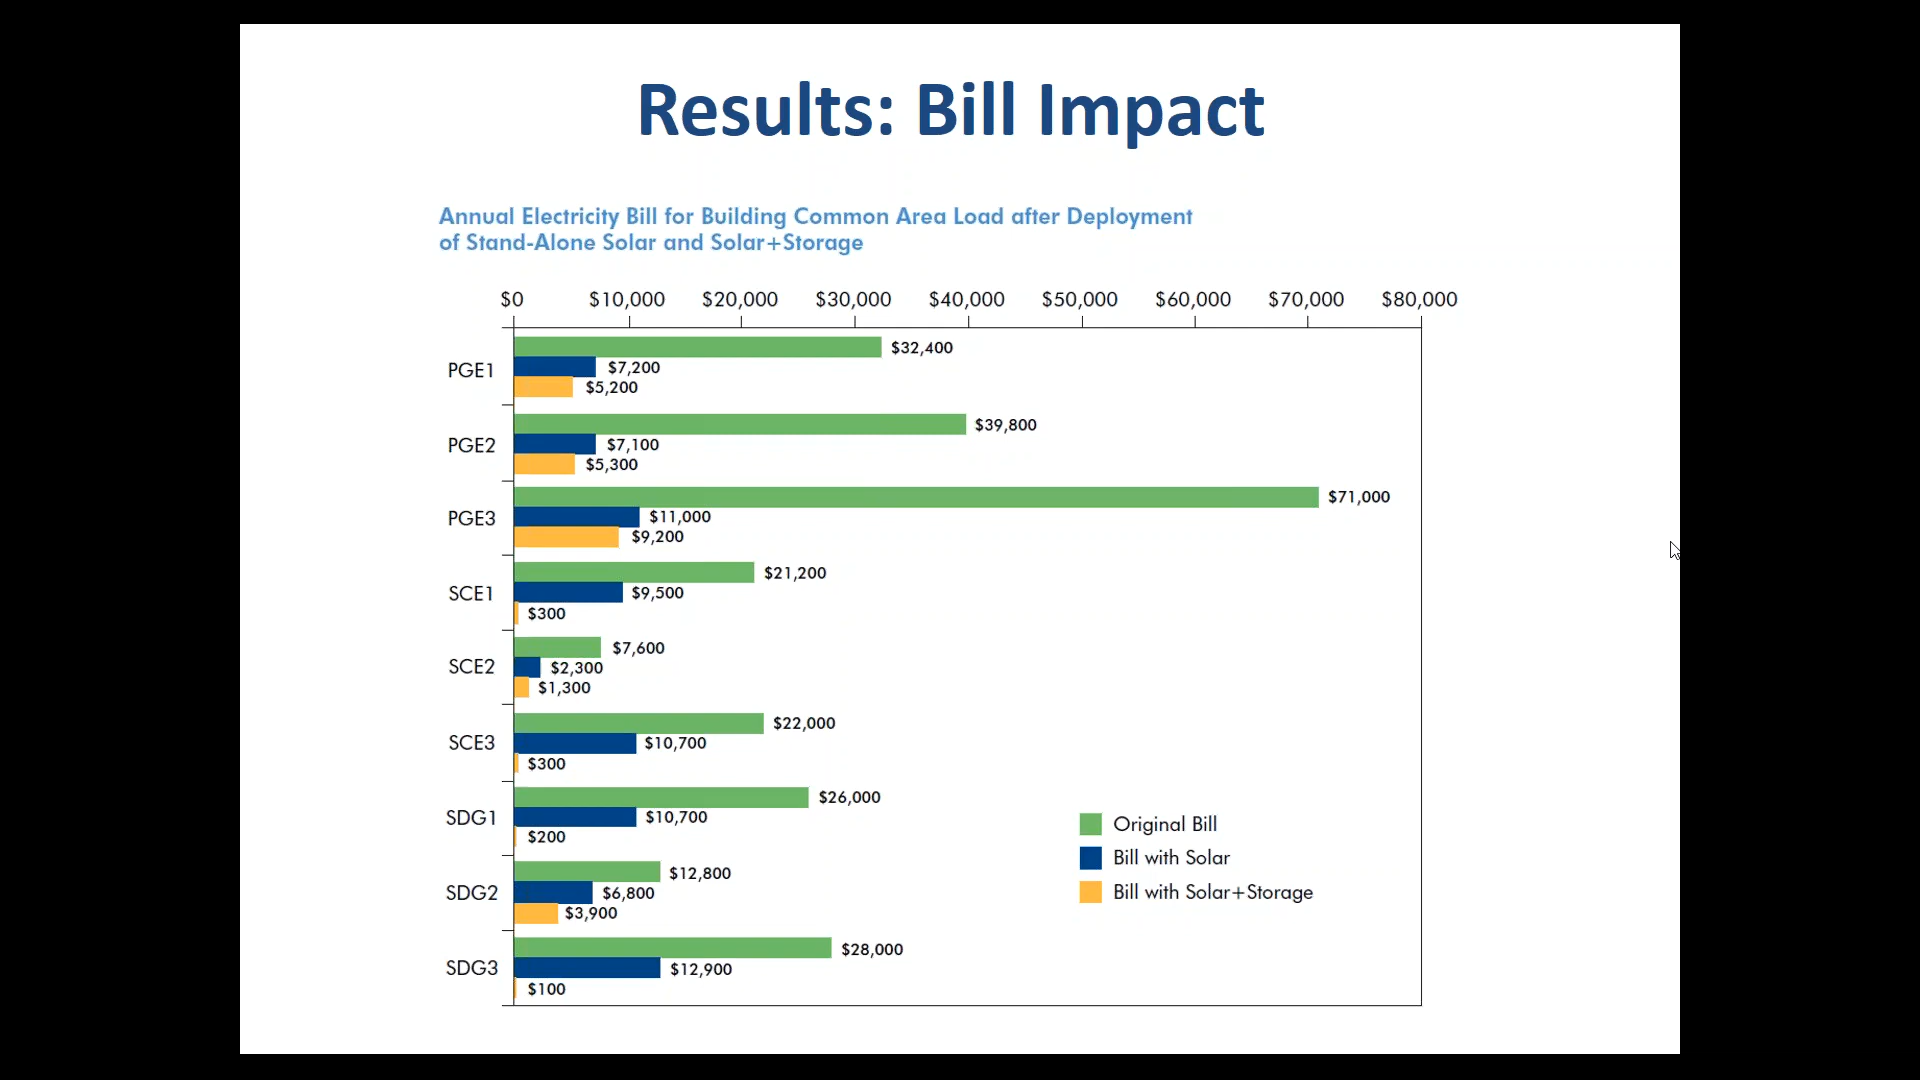 Results: Bill Impact
Annual Electricity Bill for Building Common Area Load after Deployment
of Stand-Alone Solar and Solar+Storage
$0 $10,000 $20,000 $30,000 $40,000 $50,000 $60,000 $70,000 $80,000
$32,400
PGE1 $7,200
$5,200
$39,800
PGE2 $7,100
$5,300
$71,000
PGE3 $11,000
$9,200
$21,200
SCE1 $9,500
$300
$7,600
SCE2 $2,300
$1,300
$22,000
SCE3 $10,700
$300
$26,000
SDG1 $10,700
$200
$12,800
SDG2 $6,800
$3,900
$28,000
SDG3 $12,900
$100
Original Bill
Bill with Solar
Bill with Solar+Storage